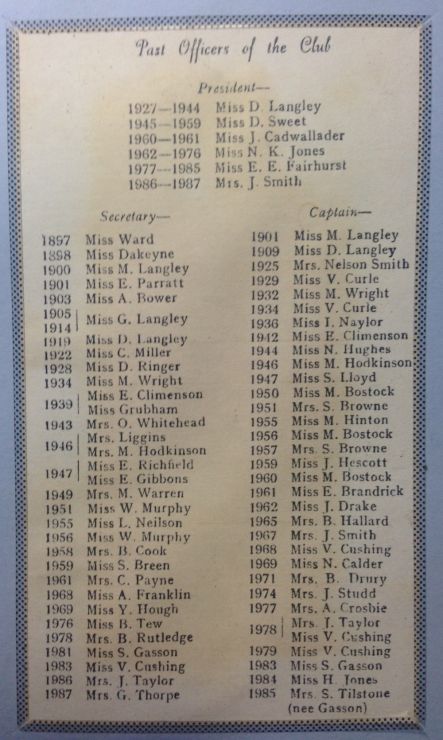 Past Officers of the Club
President—
1927—1944 Miss D. Langley
1945—1959 Miss D. Sweet
1960—1961 Miss J. Cadwallader
1962—1976 Miss N. K. Jones
1977—1985 Miss E. E. Fairhurst
1986—1987 Mrs. J. Smith
Secretary—
1897 Miss Ward
1898 Miss Dakeyne
1900 Miss M. Langley
1901 Miss E. Parratt
1903 Miss A. Bower
1905
1914 Miss G. Langley
1919 Miss D. Langley
1922 Miss C. Miller
1928 Miss D. Ringer
1934 Miss M. Wright
1939 Miss E. Climenson
Miss Grubham
1943 Mrs. O. Whitehead
1946 Mrs. Liggins
Mrs. M. Hodkinson
1947 Miss E. Richfield
Miss E. Gibbons
1949 Mrs. M. Warren
1951 Miss W. Murphy
1955 Miss L. Neilson
1956 Miss W. Murphy
1958 Mrs. B. Cook
1959 Miss S. Breen
1961 Mrs. C. Payne
1968 Miss A. Franklin
1969 Miss Y. Hough
1976 Miss B. Tew
1978 Mrs. B. Rutledge
1981 Miss S. Gasson
1983 Miss V. Cushing
1986 Mrs. J. Taylor
1987 Mrs. G. Thorpe
Captain—
1901 Miss M. Langley
1909 Miss D. Langley
1925 Mrs. Nelson Smith
1929 Miss V. Curle
1932 Miss M. Wright
1934 Miss V. Curle
1936 Miss I. Naylor
1942 Miss E. Climenson
1944 Miss N. Hughes
1946 Miss M. Hodkinson
1947 Miss S. Lloyd
1950 Miss M. Bostock
1951 Mrs. S. Browne
1955 Miss M. Hinton
1956 Miss M. Bostock
1957 Mrs. S. Browne
1959 Miss J. Hescott
1960 Miss M. Bostock
1961 Miss E. Brandrick
1962 Miss J. Drake
1965 Mrs. B. Hallard
1967 Mrs. J. Smith
1968 Miss V. Cushing
1969 Miss N. Calder
1971 Mrs. B. Drury
1974 Mrs. J. Studd
1977 Mrs. A. Crosbie
1978 Mrs. J. Taylor
Miss V. Cushing
1979 Miss V. Cushing
1983 Miss S. Gasson
1984 Miss H. Jones
1985 Mrs. S. Tilstone
(nee Gasson)